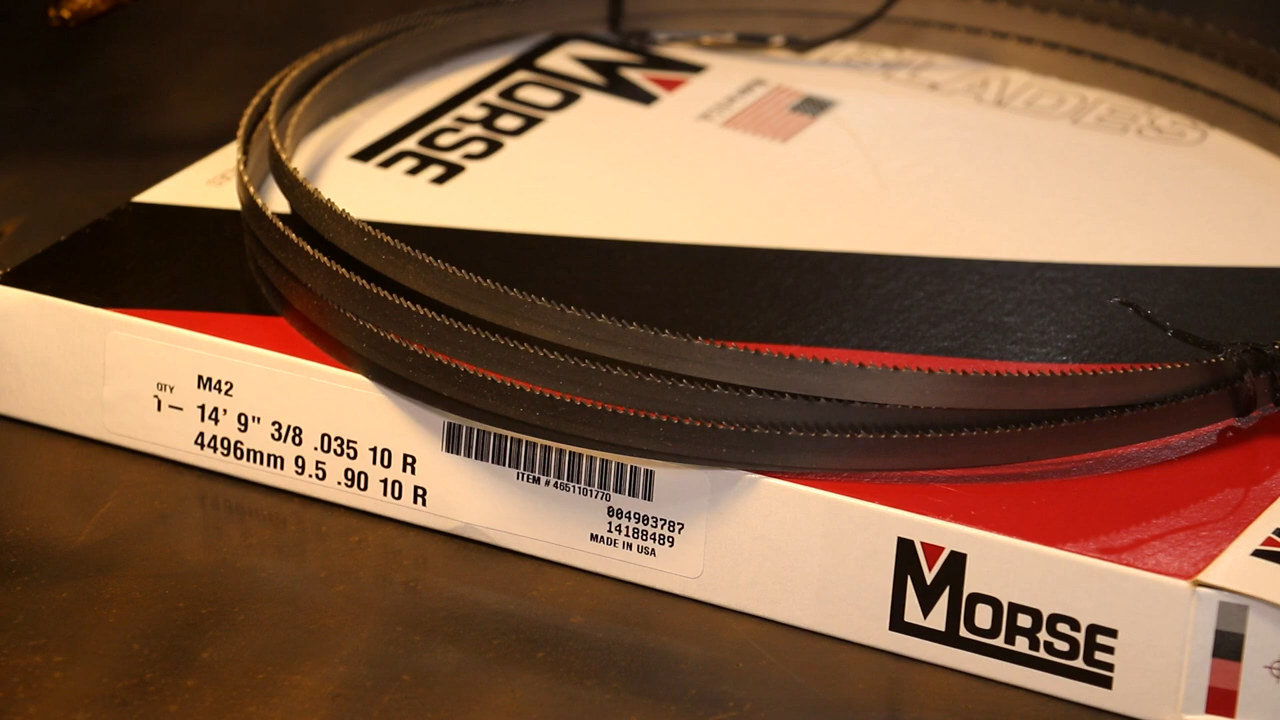 MORSE
BLADES
QTY
M42
1 – 14' 9" 3/8 .035 10 R
4496mm 9.5 .90 10 R
ITEM # 4651101770
004903787
14188489
MADE IN USA
MORSE